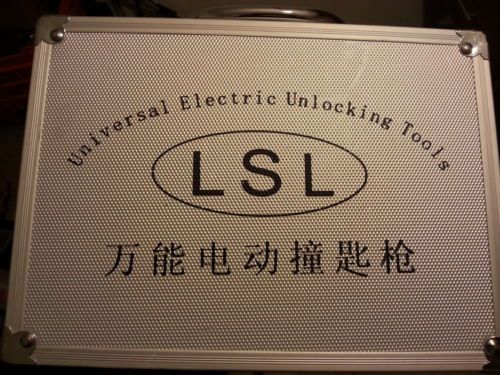 Universal Electric Unlocking Tools
LSL
万能电动撞匙枪